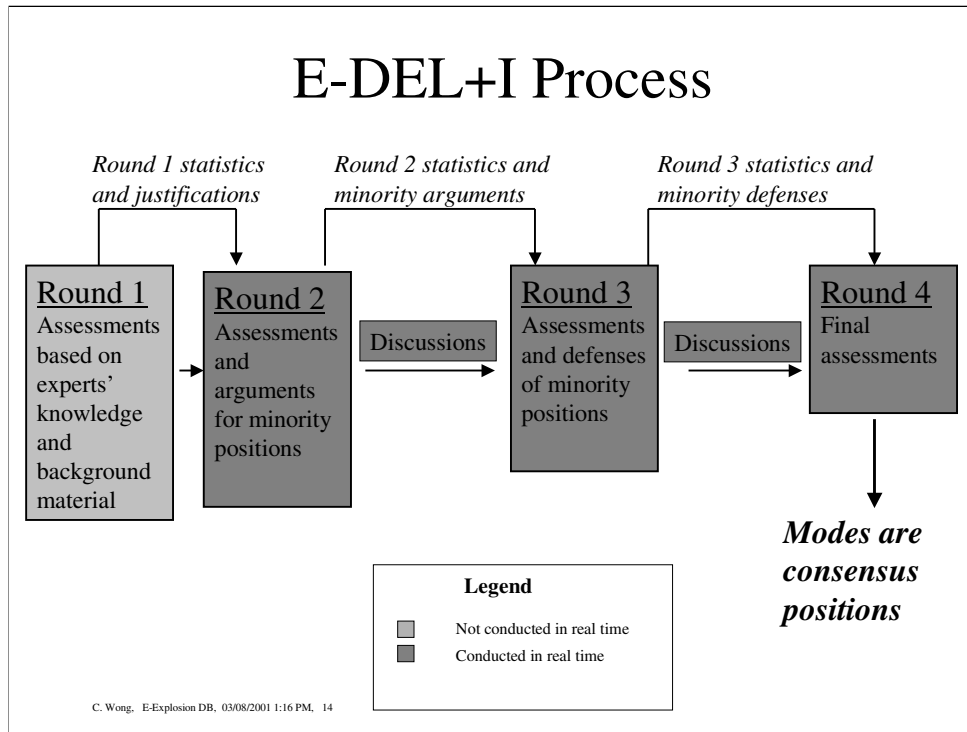 E-DEL+I Process
Round 1 statistics
and justifications
Round 2 statistics and
minority arguments
Round 3 statistics and
minority defenses
Round 1
Assessments
based on
experts’
knowledge
and
background
material
Round 2
Assessments
and
arguments
for minority
positions
Discussions
Round 3
Assessments
and defenses
of minority
positions
Discussions
Round 4
Final
assessments
Modes are
consensus
positions
Legend
Not conducted in real time
Conducted in real time
C. Wong, E-Explosion DB, 03/08/2001 1:16 PM, 14